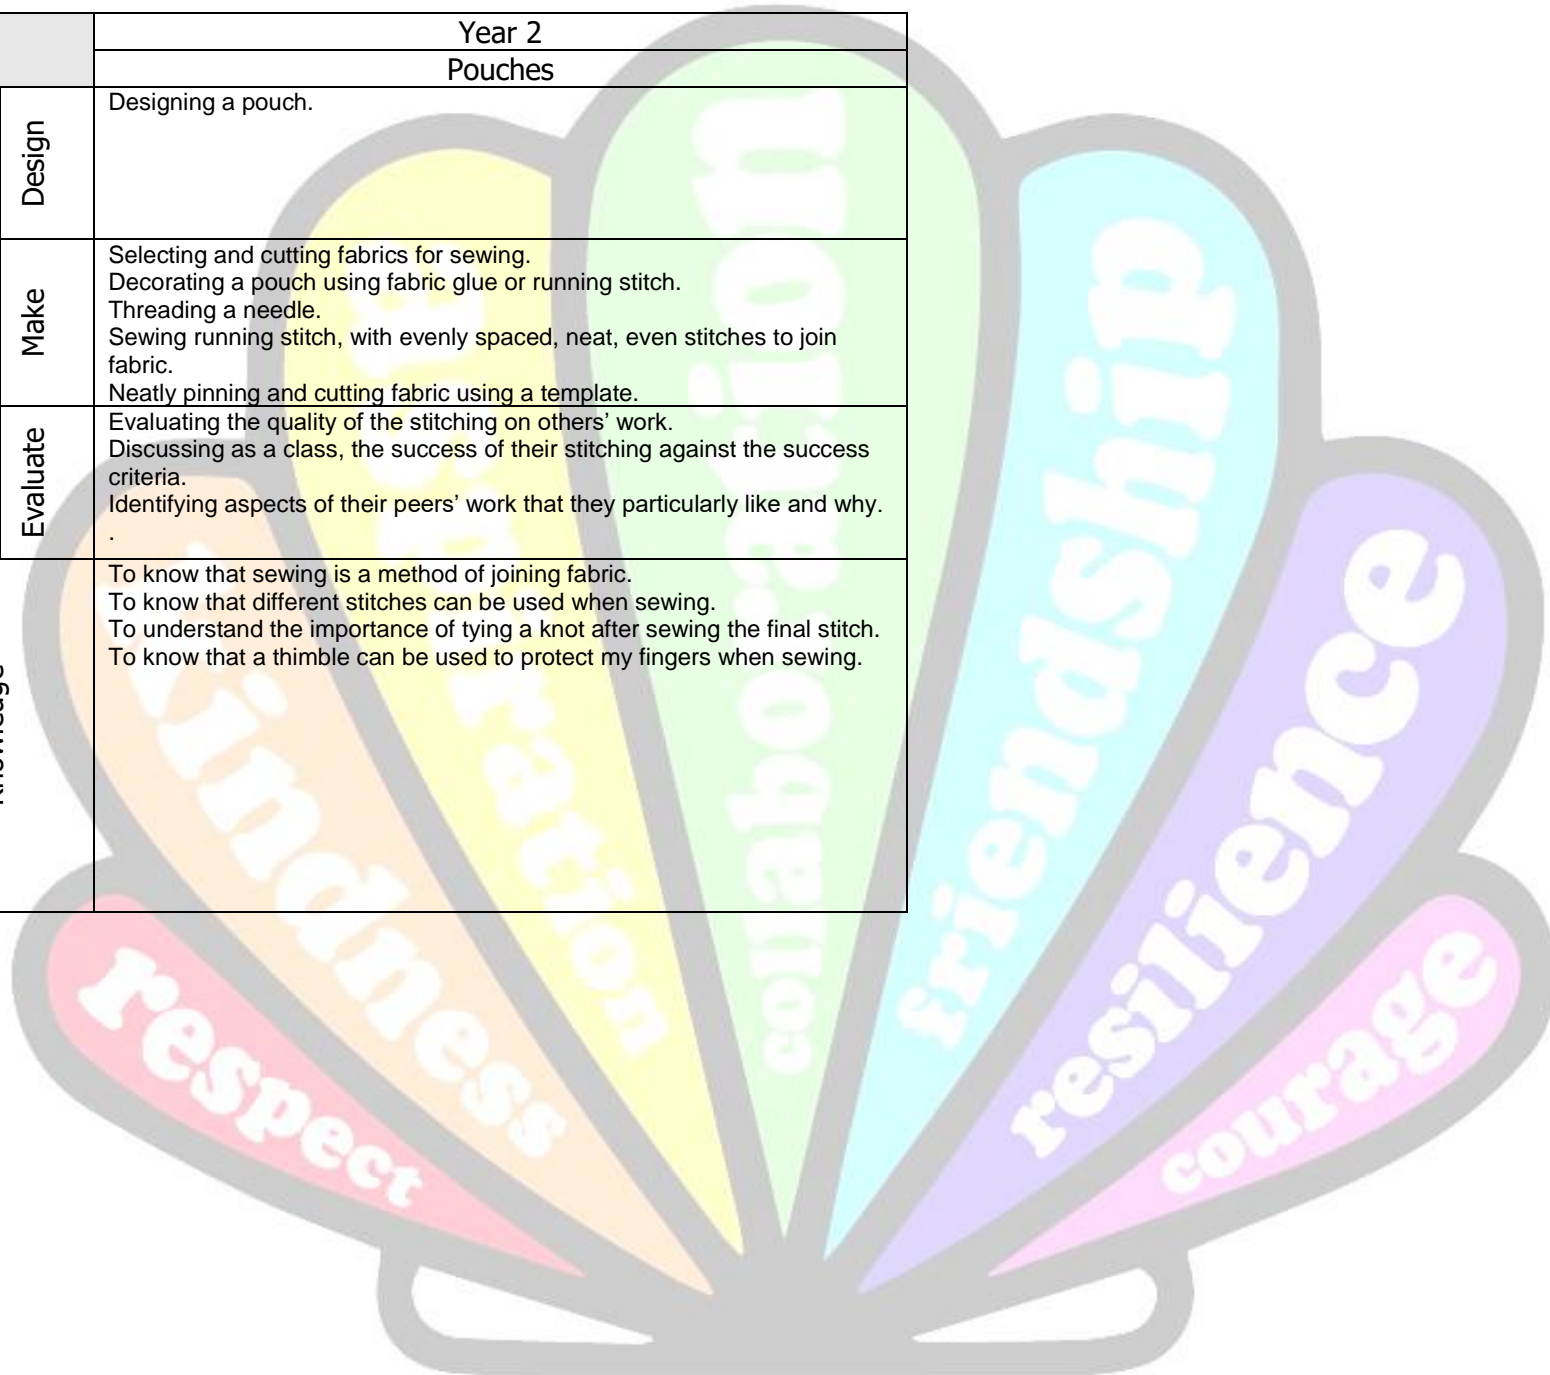 Year 2
Pouches
Design
Designing a pouch.
Make
Selecting and cutting fabrics for sewing.
Decorating a pouch using fabric glue or running stitch.
Threading a needle.
Sewing running stitch, with evenly spaced, neat, even stitches to join
fabric.
Neatly pinning and cutting fabric using a template.
Evaluate
Evaluating the quality of the stitching on others’ work.
Discussing as a class, the success of their stitching against the success
criteria.
Identifying aspects of their peers’ work that they particularly like and why.
.
Knowledge
To know that sewing is a method of joining fabric.
To know that different stitches can be used when sewing.
To understand the importance of tying a knot after sewing the final stitch.
To know that a thimble can be used to protect my fingers when sewing.
respect
kindness
aspiration
collaboration
friendship
resilience
courage